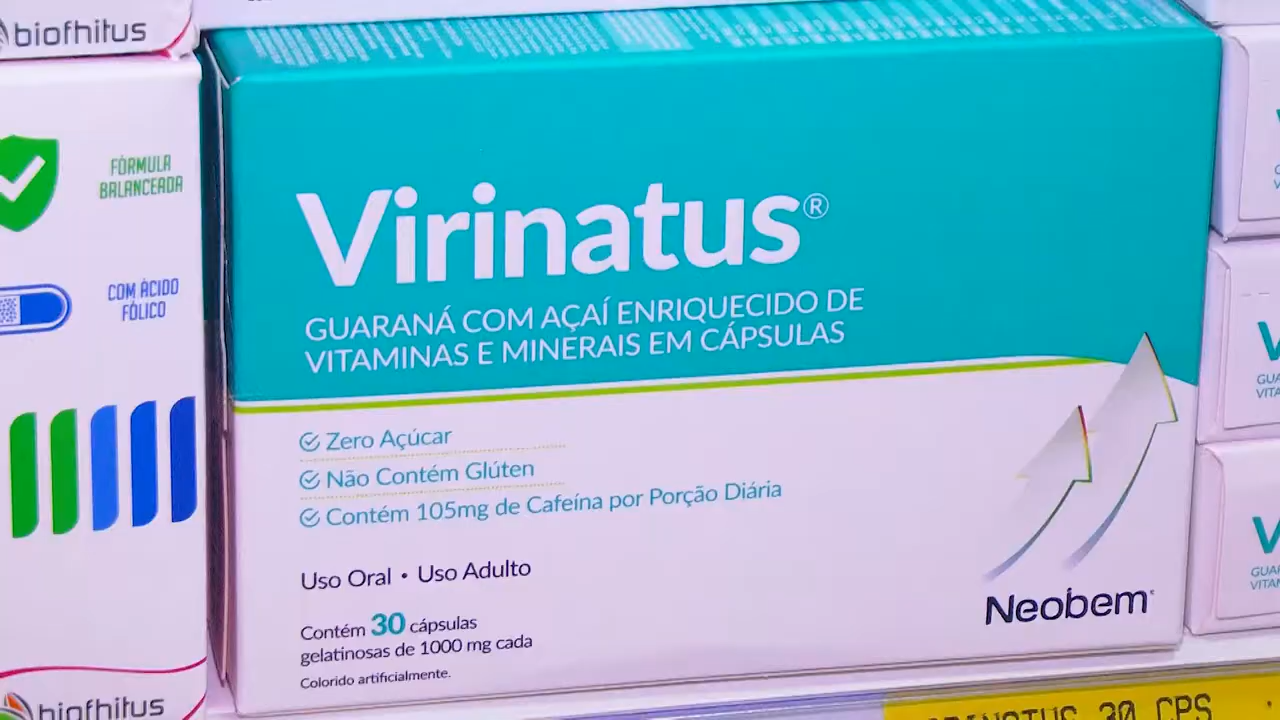 biofhitus
FÓRMULA
BALANCEADA
COM ÁCIDO
FÓLICO
biofhitus
Virinatus®
GUARANÁ COM AÇAÍ ENRIQUECIDO DE
VITAMINAS E MINERAIS EM CÁPSULAS
Zero Açúcar
Não Contém Glúten
Contém 105mg de Cafeína por Porção Diária
Uso Oral • Uso Adulto
Contém 30 cápsulas
gelatinosas de 1000 mg cada
Colorido artificialmente.
Neobem
30 CPS